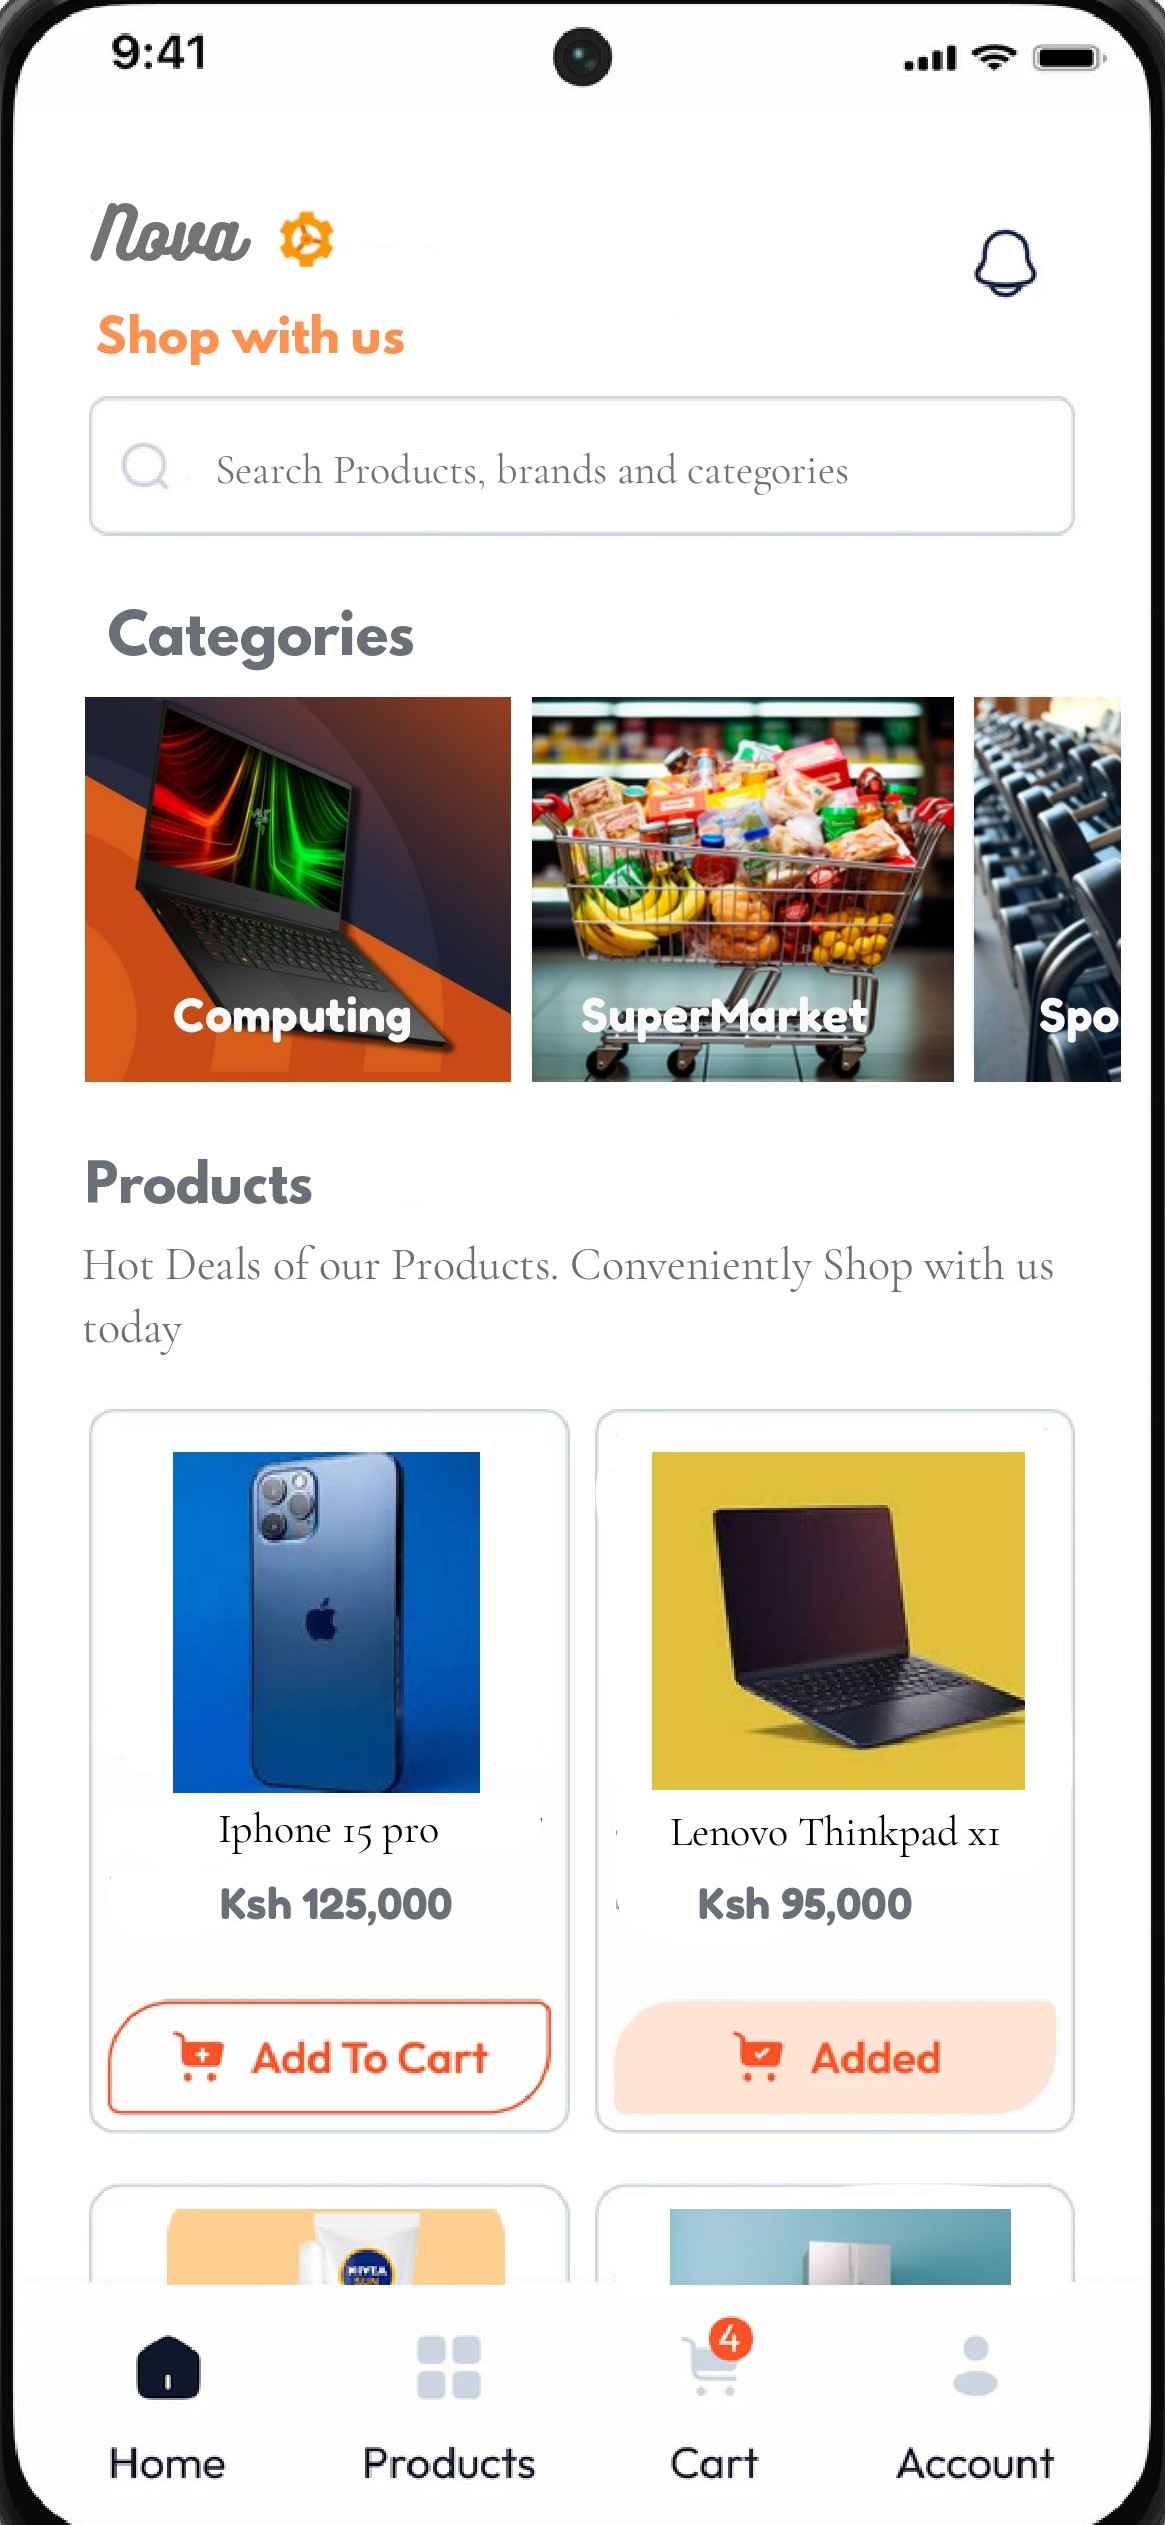 9:41
Nova
Shop with us
Search Products, brands and categories
Categories
Computing
SuperMarket
Spo
Products
Hot Deals of our Products. Conveniently Shop with us
today
Iphone 15 pro
Lenovo Thinkpad x1
Ksh 125,000
Ksh 95,000
Add To Cart
Added
NIVEA
SUN
4
Home
Products
Cart
Account